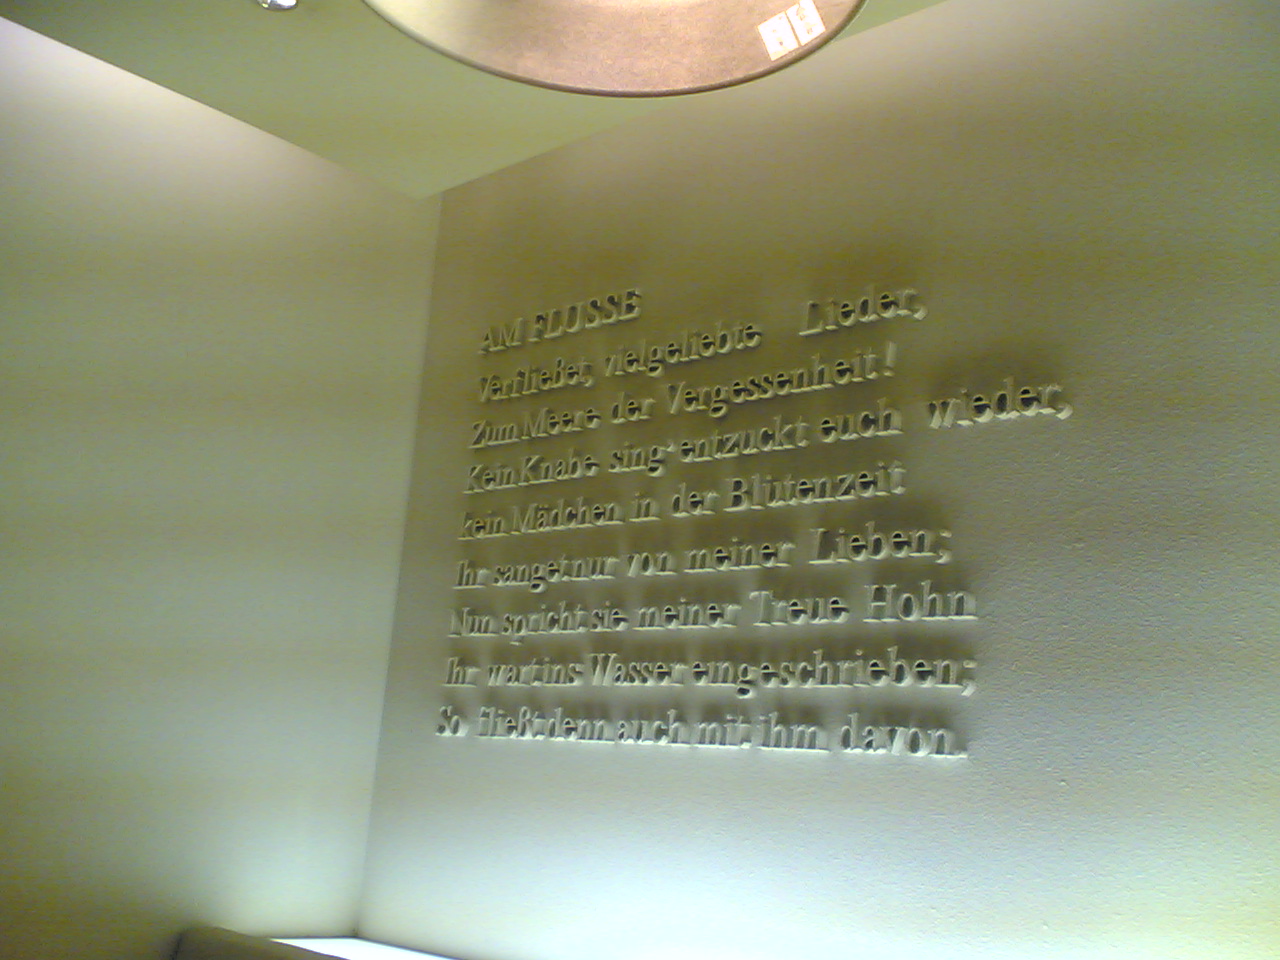 AM FLUSSE
Verfließet, vielgeliebte Lieder,
Zum Meere der Vergessenheit!
Kein Knabe sing' entzuckt euch wieder,
kein Mädchen in der Blütenzeit
Ihr sanget nur von meiner Lieben;
Nun spricht sie meiner Treue Hohn
Ihr wart ins Wasser eingeschrieben;
So fließt denn auch mit ihm davon.